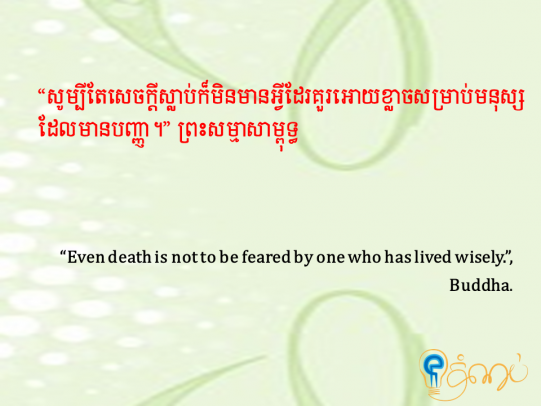 “សូម្បីតែសេចក្ដីស្លាប់ក៏មិនមានអ្វីដែរគួរអោយខ្លាចសម្រាប់មនុស្ស
ដែលមានបញ្ញា ។” ព្រះសម្មាសាម្ពុទ្ធ
“Even death is not to be feared by one who has lived wisely.”,
Buddha.